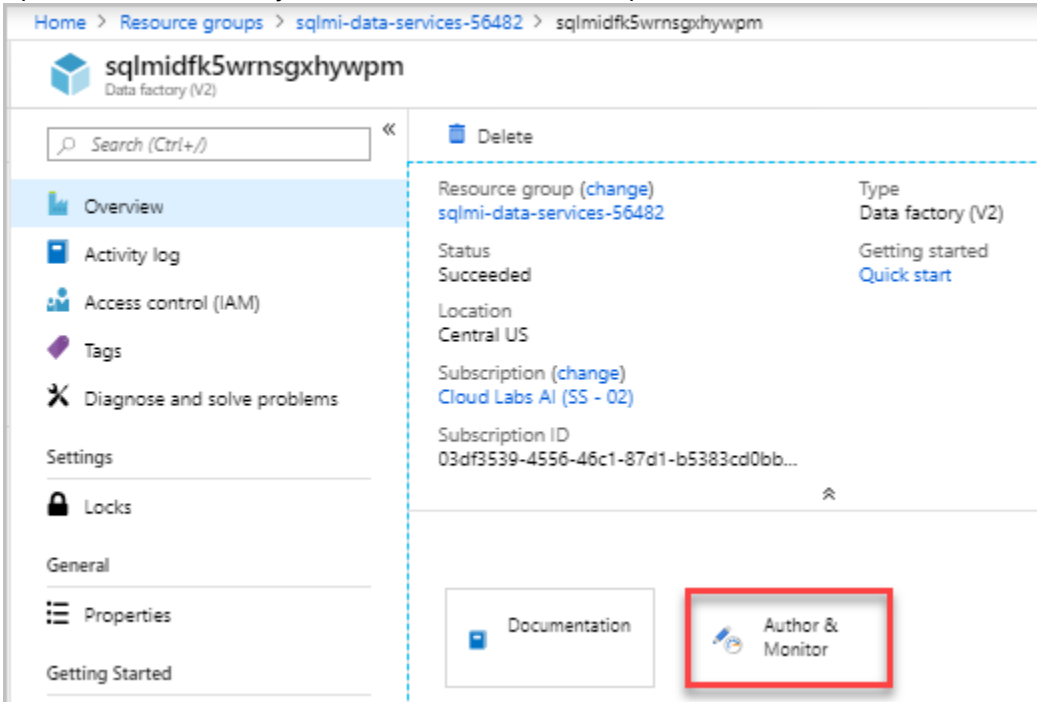 Home > Resource groups > sqlmi-data-services-56482 > sqlmidfk5wrnsgxhywpm
sqlmidfk5wrnsgxhywpm
Data factory (V2)
Search (Ctrl+/)
«
Delete
Overview
Activity log
Access control (IAM)
Tags
Diagnose and solve problems
Settings
Locks
General
Properties
Getting Started
Resource group (change)
sqlmi-data-services-56482
Status
Succeeded
Location
Central US
Subscription (change)
Cloud Labs AI (SS - 02)
Subscription ID
03df3539-4556-46c1-87d1-b5383cd0bb...
Type
Data factory (V2)
Getting started
Quick start
Documentation
Author &
Monitor